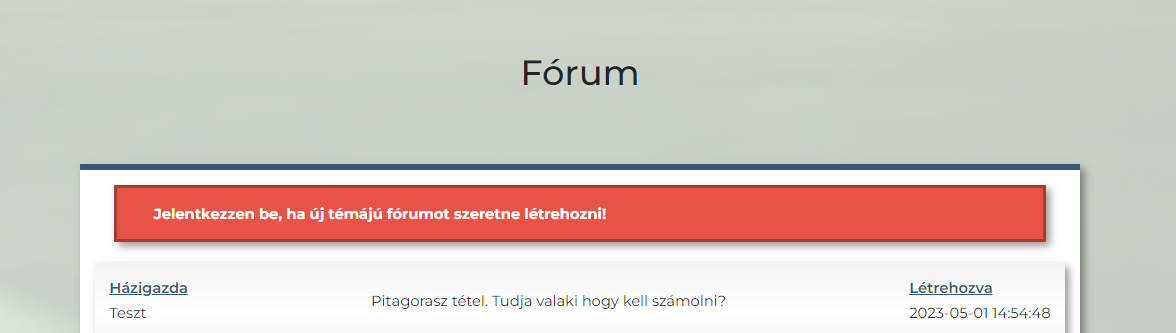 Fórum
Jelentkezzen be, ha új témájú fórumot szeretne létrehozni!
Házigazda
Teszt
Pitagorasz tétel. Tudja valaki hogy kell számolni?
Létrehozva
2023-05-01 14:54:48